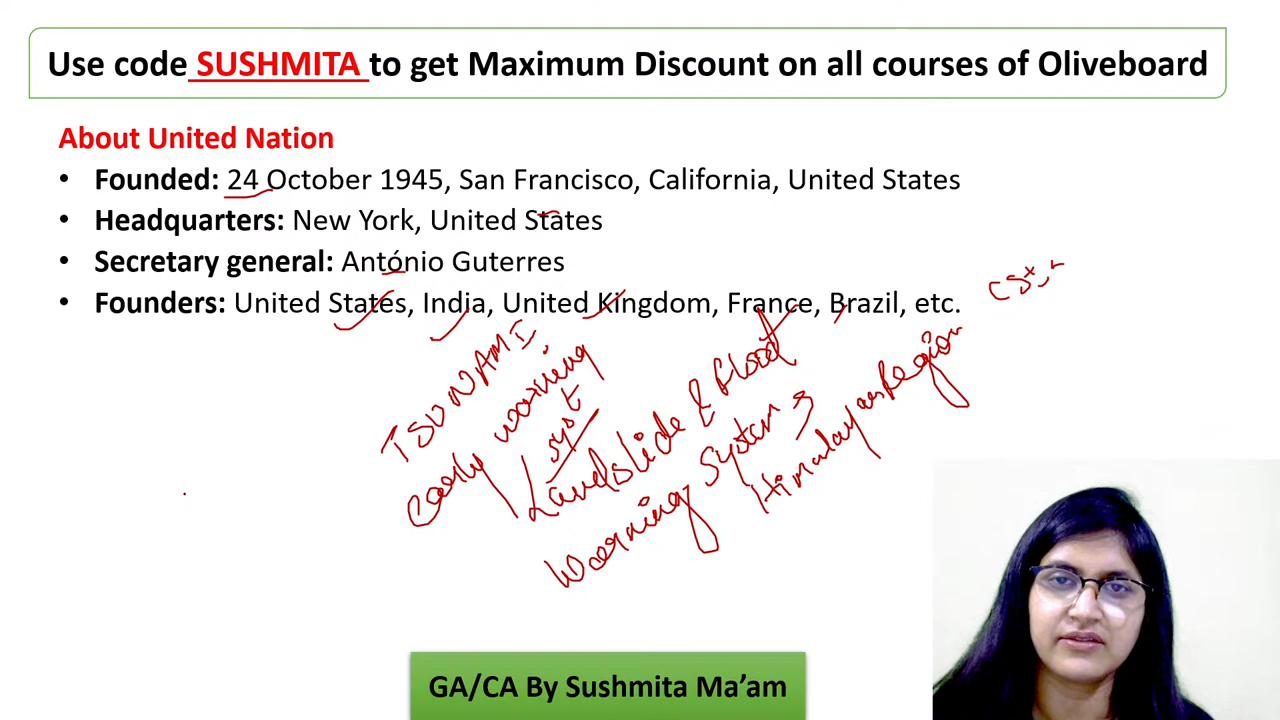 Use code SUSHMITA to get Maximum Discount on all courses of Oliveboard
About United Nation
• Founded: 24 October 1945, San Francisco, California, United States
• Headquarters: New York, United States
• Secretary general: António Guterres
• Founders: United States, India, United Kingdom, France, Brazil, etc.
TSUNAMI
early warning
syst
Landslide & flood
Warning System
Himalayan Region
GA/CA By Sushmita Ma’am